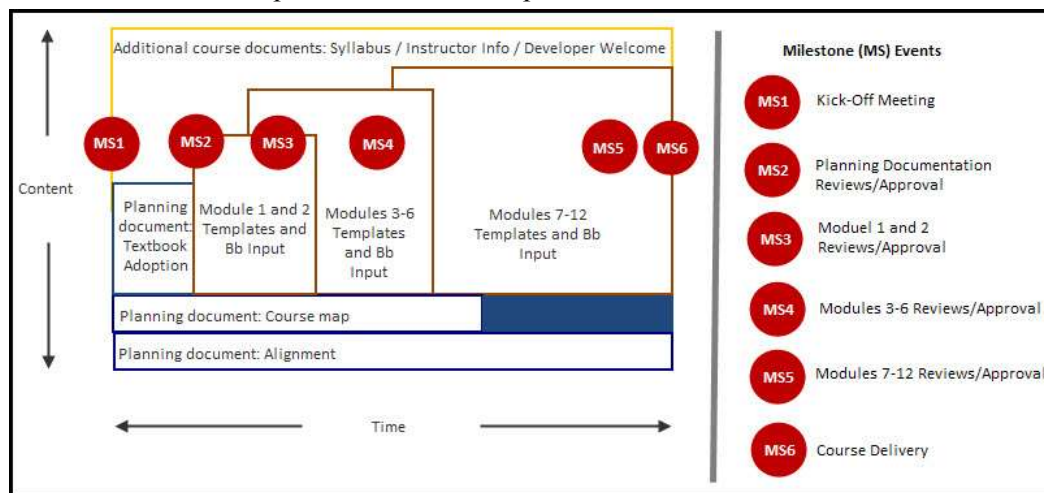 Additional course documents: Syllabus / Instructor Info / Developer Welcome
MS1
MS2
MS3
MS4
MS5
MS6
Content
Planning
document:
Textbook
Adoption
Module 1 and 2
Templates and
Bb Input
Modules 3-6
Templates
and Bb
Input
Modules 7-12
Templates and Bb
Input
Planning document: Course map
Planning document: Alignment
Time
Milestone (MS) Events
MS1 Kick-Off Meeting
MS2 Planning Documentation
Reviews/Approval
MS3 Moduel 1 and 2
Reviews/Approval
MS4 Modules 3-6 Reviews/Approval
MS5 Modules 7-12 Reviews/Approval
MS6 Course Delivery